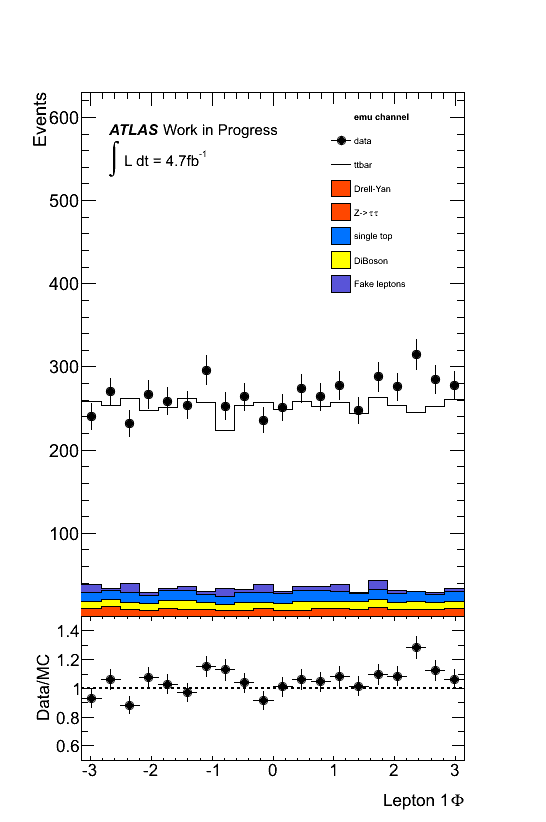 Events
600
500
400
300
200
100
ATLAS Work in Progress
∫ L dt = 4.7fb⁻¹
emu channel
data
ttbar
Drell-Yan
Z->ττ
single top
DiBoson
Fake leptons
Data/MC
1.4
1.2
1
0.8
0.6
-3 -2 -1 0 1 2 3
Lepton 1Φ